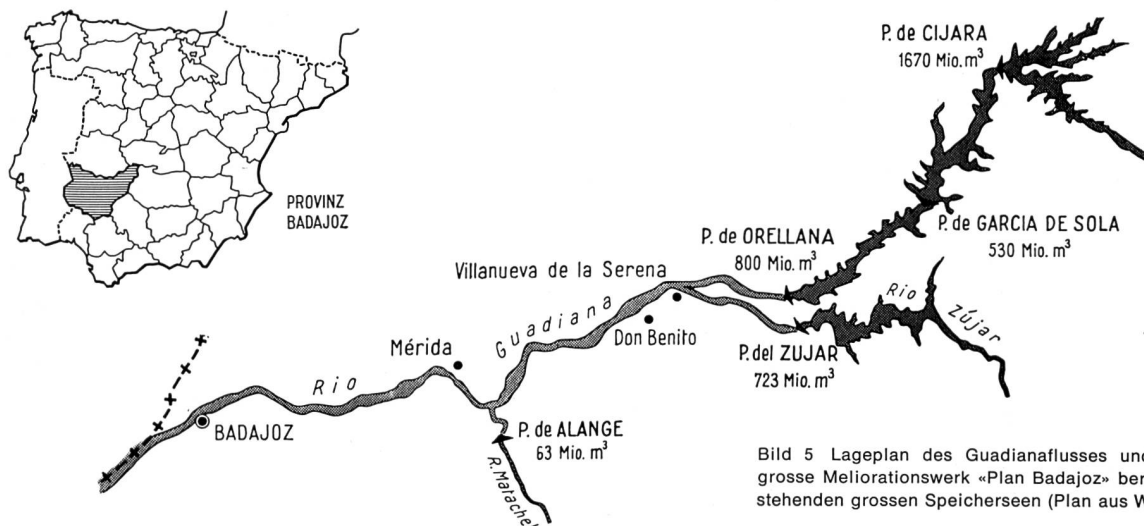 P. de CIJARA
1670 Mio. m³
PROVINZ
BADAJOZ
P. de GARCIA DE SOLA
530 Mio. m³
P. de ORELLANA
800 Mio. m³
Villanueva de la Serena
Rio Zújar
Guadiana
Don Benito
P. del ZUJAR
723 Mio. m³
Mérida
Rio
BADAJOZ
P. de ALANGE
63 Mio. m³
R. Matachel
Bild 5 Lageplan des Guadianaflusses und
grosse Meliorationswerk «Plan Badajoz» ber
stehenden grossen Speicherseen (Plan aus W